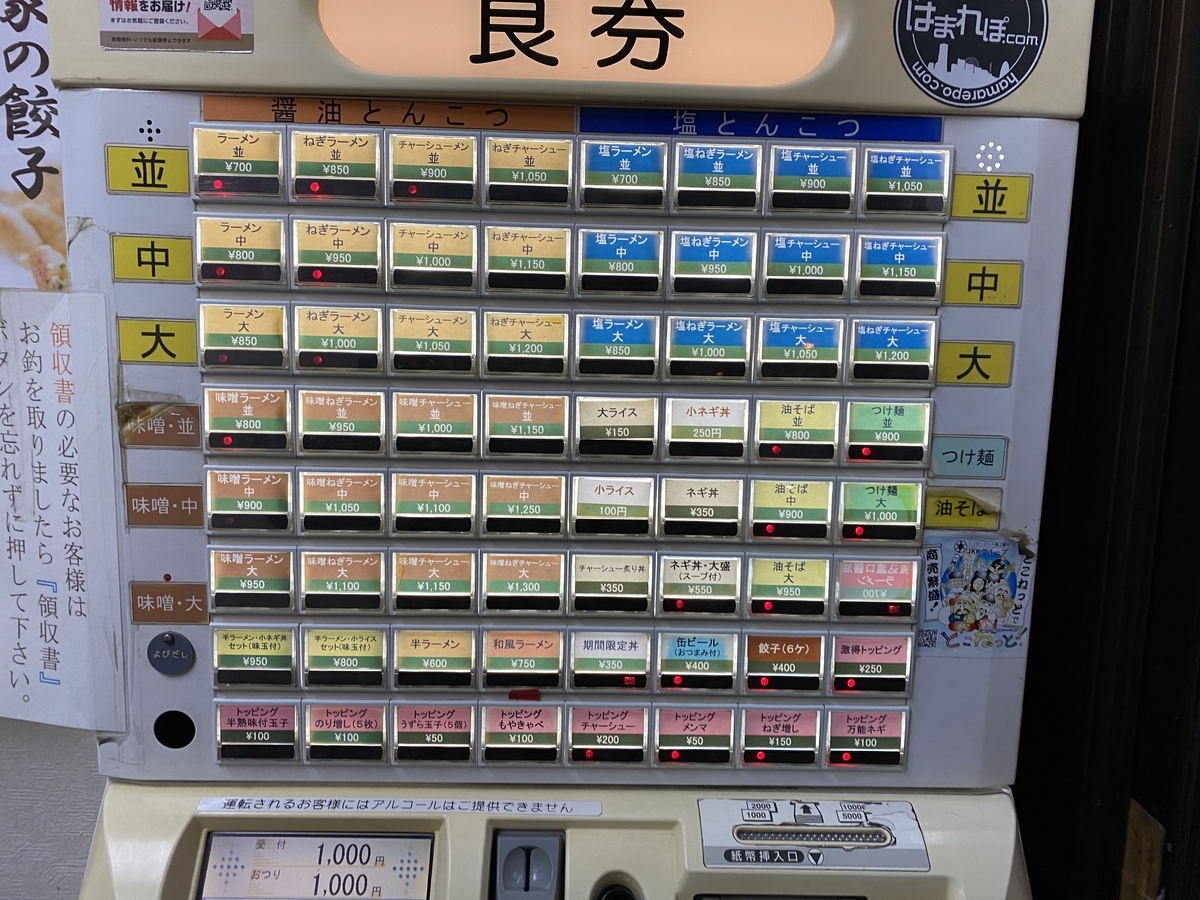 情報をお届け!
まずはお気軽にご登録ください。
家の餃子
食券
はまれぽ.com
hamarepo.com
醤油とんこつ
塩とんこつ
並
ラーメン
並
¥700
ねぎラーメン
並
¥850
チャーシューメン
並
¥900
ねぎチャーシュー
並
¥1,050
塩ラーメン
並
¥700
塩ねぎラーメン
並
¥850
塩チャーシュー
並
¥900
塩ねぎチャーシュー
並
¥1,050
並
中
ラーメン
中
¥800
ねぎラーメン
中
¥950
チャーシューメン
中
¥1,000
ねぎチャーシュー
中
¥1,150
塩ラーメン
中
¥800
塩ねぎラーメン
中
¥950
塩チャーシュー
中
¥1,000
塩ねぎチャーシュー
中
¥1,150
中
大
ラーメン
大
¥850
ねぎラーメン
大
¥1,000
チャーシューメン
大
¥1,050
ねぎチャーシュー
大
¥1,200
塩ラーメン
大
¥850
塩ねぎラーメン
大
¥1,000
塩チャーシュー
大
¥1,050
塩ねぎチャーシュー
大
¥1,200
大
味噌・並
味噌ラーメン
並
¥800
味噌ねぎラーメン
並
¥950
味噌チャーシュー
並
¥1,000
味噌ねぎチャーシュー
並
¥1,150
大ライス
¥150
小ネギ丼
250円
油そば
並
¥800
つけ麺
並
¥900
つけ麺
味噌・中
味噌ラーメン
中
¥900
味噌ねぎラーメン
中
¥1,050
味噌チャーシュー
中
¥1,100
味噌ねぎチャーシュー
中
¥1,250
小ライス
100円
ネギ丼
¥350
油そば
中
¥900
つけ麺
大
¥1,000
油そば
味噌・大
味噌ラーメン
大
¥950
味噌ねぎラーメン
大
¥1,100
味噌チャーシュー
大
¥1,150
味噌ねぎチャーシュー
大
¥1,300
チャーシュー炙り丼
¥350
ネギ丼・大盛
(スープ付)
¥550
油そば
大
¥950
ラーメン
¥700
商売繁盛!
よびだし
半ラーメン・小ネギ丼
セット(味玉付)
¥950
半ラーメン・小ライス
セット(味玉付)
¥800
半ラーメン
¥600
和風ラーメン
¥750
期間限定丼
¥350
缶ビール
(おつまみ付)
¥400
餃子(6ケ)
¥400
激得トッピング
¥250
トッピング
半熟味付玉子
¥100
トッピング
のり増し(5枚)
¥100
トッピング
うずら玉子(5個)
¥50
トッピング
もやきゃべ
¥100
トッピング
チャーシュー
¥200
トッピング
メンマ
¥50
トッピング
ねぎ増し
¥150
トッピング
万能ネギ
¥100
領収書の必要なお客様は
お釣を取りましたら『領収書』
ボタンを忘れずに押して下さい。
運転されるお客様にはアルコールはご提供できません
受付
1,000円
おつり
1,000円
2000
1000
10000
5000
紙幣挿入口